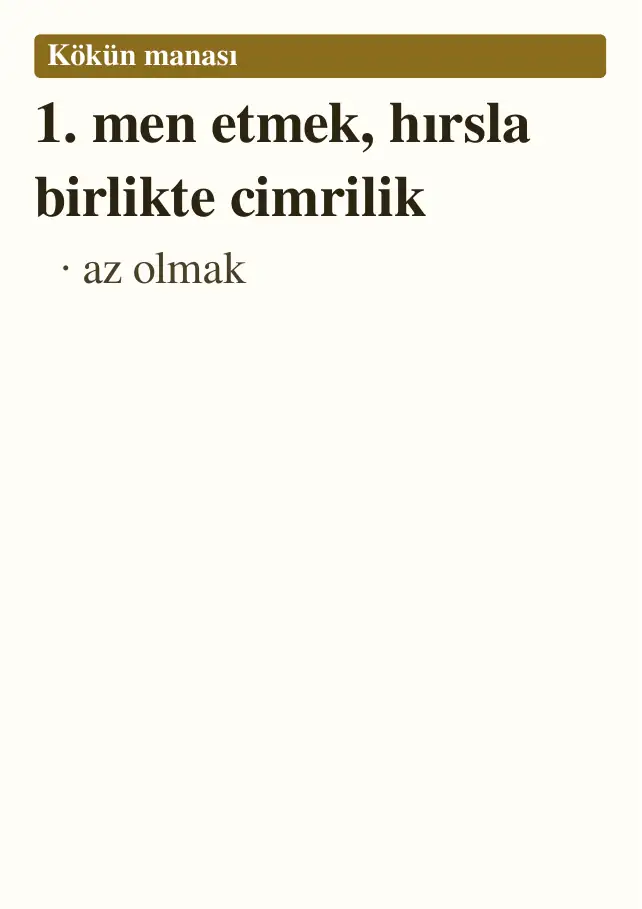 Kökün manası
1. men etmek, hırsla
birlikte cimrilik
· az olmak